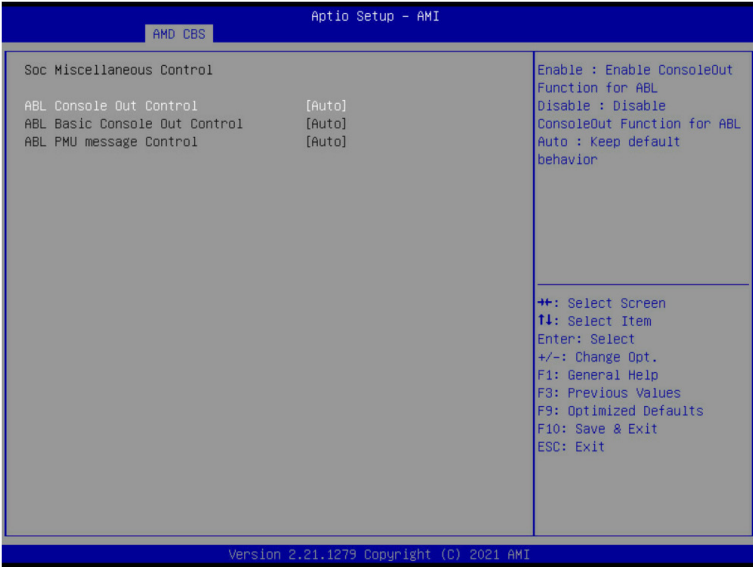 Aptio Setup – AMI
AMD CBS
Soc Miscellaneous Control
ABL Console Out Control [Auto]
ABL Basic Console Out Control [Auto]
ABL PMU message Control [Auto]
Enable : Enable ConsoleOut
Function for ABL
Disable : Disable
ConsoleOut Function for ABL
Auto : Keep default
behavior
→←: Select Screen
↑↓: Select Item
Enter: Select
+/-: Change Opt.
F1: General Help
F3: Previous Values
F9: Optimized Defaults
F10: Save & Exit
ESC: Exit
Version 2.21.1279 Copyright (C) 2021 AMI